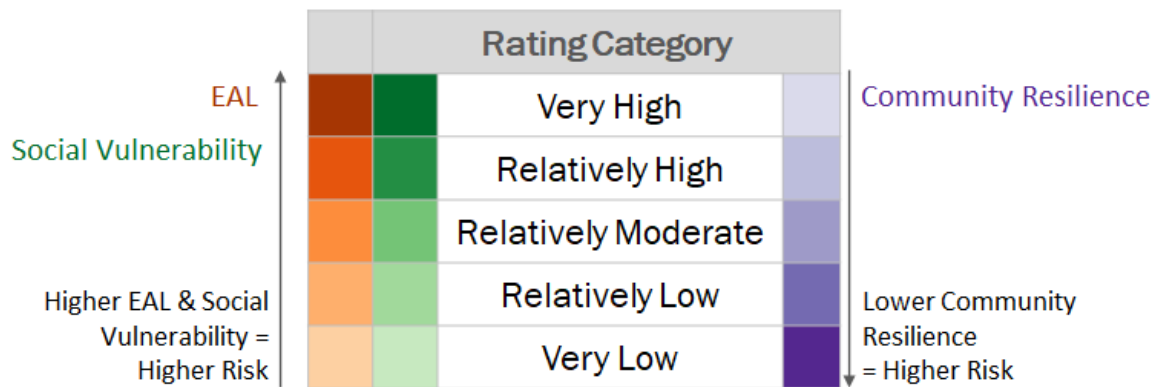 Rating Category
EAL
Social Vulnerability
Very High
Relatively High
Relatively Moderate
Relatively Low
Very Low
Community Resilience
Higher EAL & Social
Vulnerability =
Higher Risk
Lower Community
Resilience
= Higher Risk